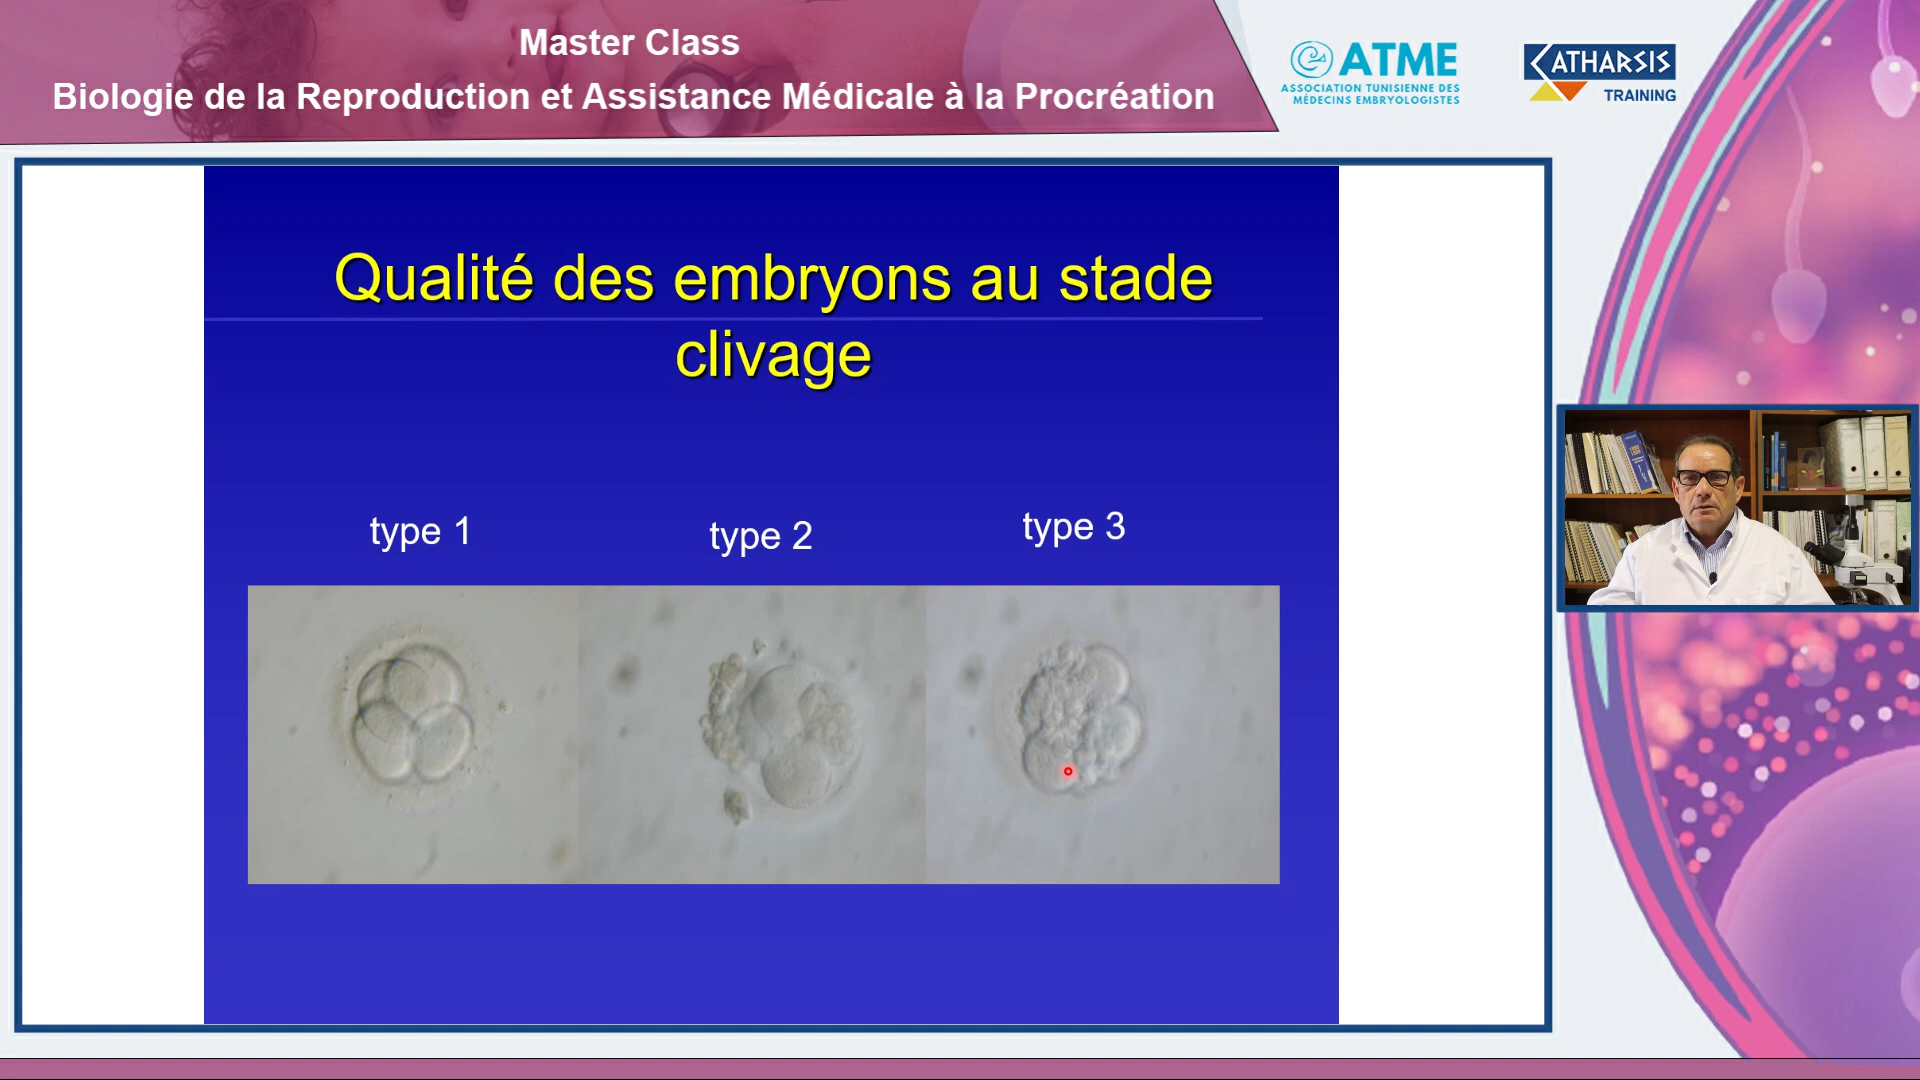 Master Class
Biologie de la Reproduction et Assistance Médicale à la Procréation
ATME
ASSOCIATION TUNISIENNE DES
MÉDECINS EMBRYOLOGISTES
CATHARSIS
TRAINING
Qualité des embryons au stade
clivage
type 1
type 2
type 3